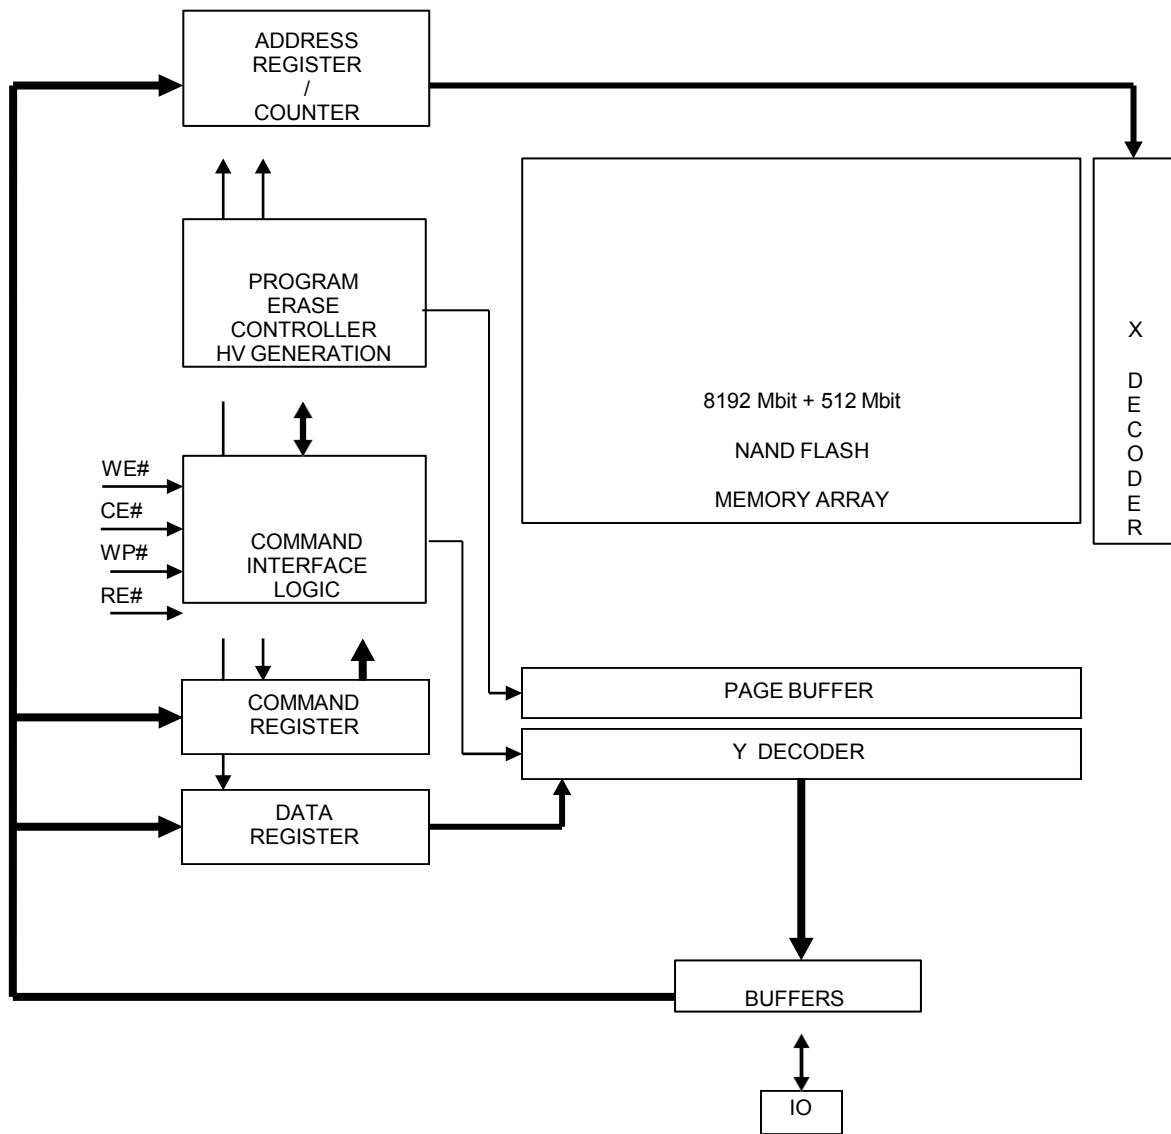 ADDRESS
REGISTER
/
COUNTER
PROGRAM
ERASE
CONTROLLER
HV GENERATION
8192 Mbit + 512 Mbit
NAND FLASH
MEMORY ARRAY
X
D
E
C
O
D
E
R
WE#
CE#
WP#
RE#
COMMAND
INTERFACE
LOGIC
COMMAND
REGISTER
PAGE BUFFER
Y DECODER
DATA
REGISTER
BUFFERS
IO